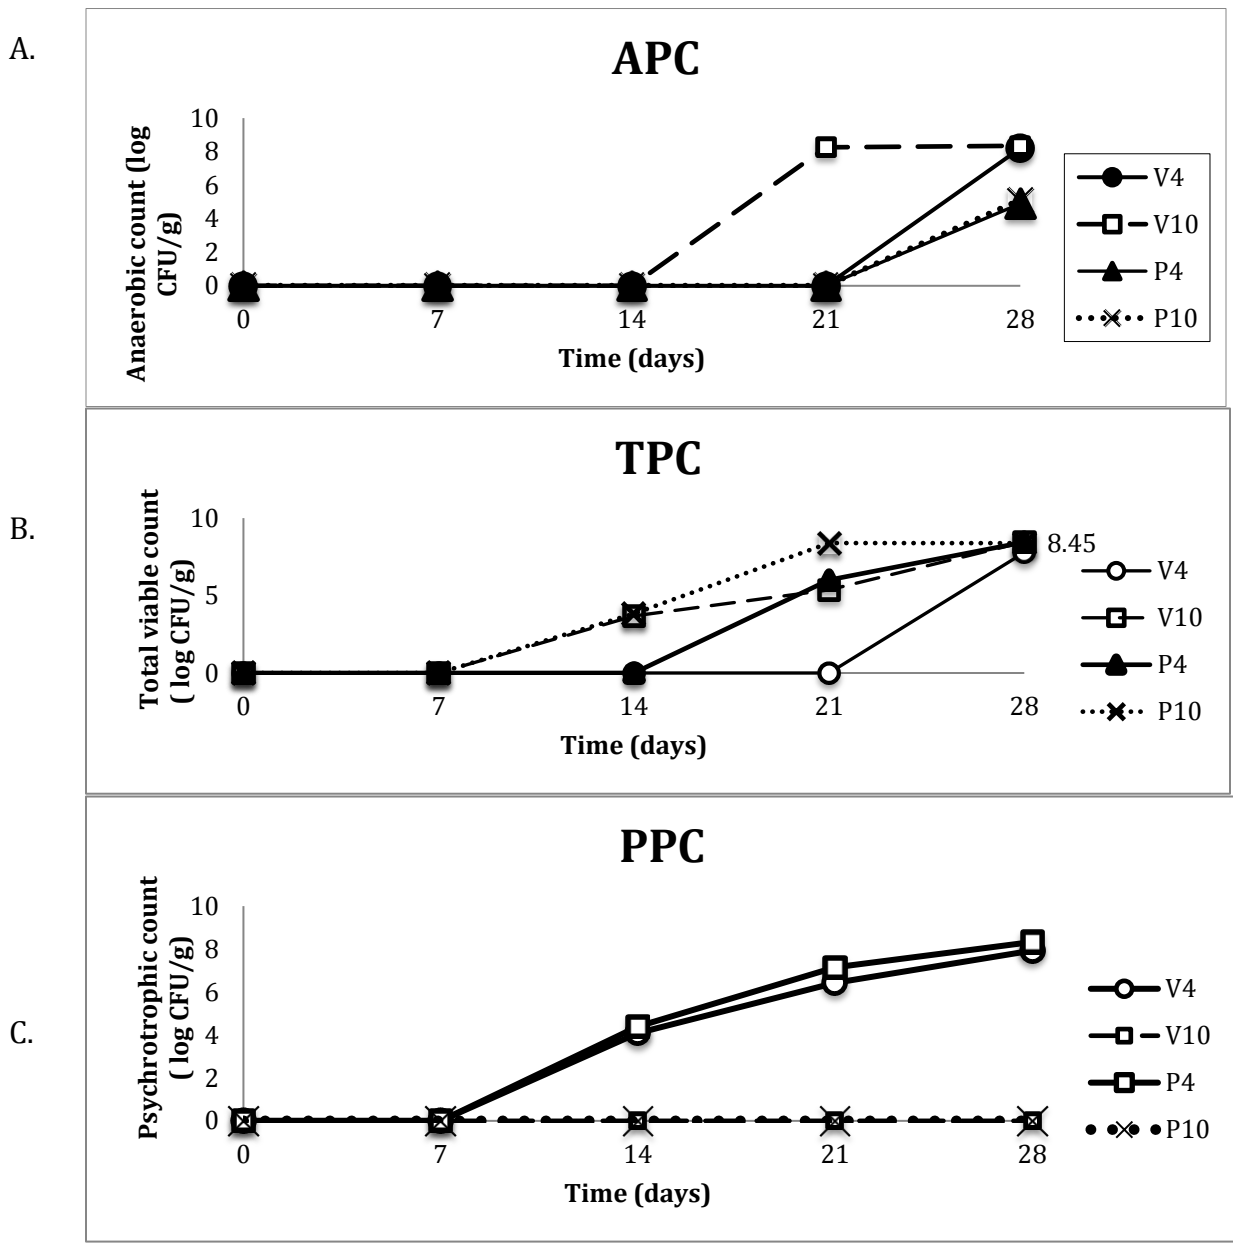 A.
APC
Anaerobic count (log
CFU/g)
10
8
6
4
2
0
0 7 14 21 28
Time (days)
V4
V10
P4
P10
B.
TPC
Total viable count
( log CFU/g)
10
5
0
0 7 14 21 28
8.45
Time (days)
V4
V10
P4
P10
C.
PPC
Psychrotrophic count
( log CFU/g)
10
8
6
4
2
0
0 7 14 21 28
Time (days)
V4
V10
P4
P10